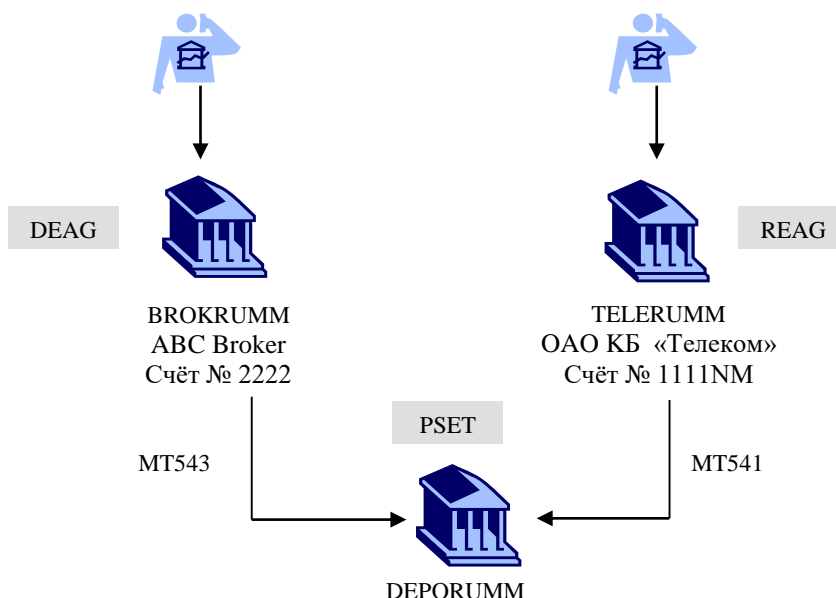 DEAG
REAG
BROKRUMM
ABC Broker
Счёт № 2222
TELERUMM
ОАО КБ «Телеком»
Счёт № 1111NM
PSET
MT543
MT541
DEPORUMM